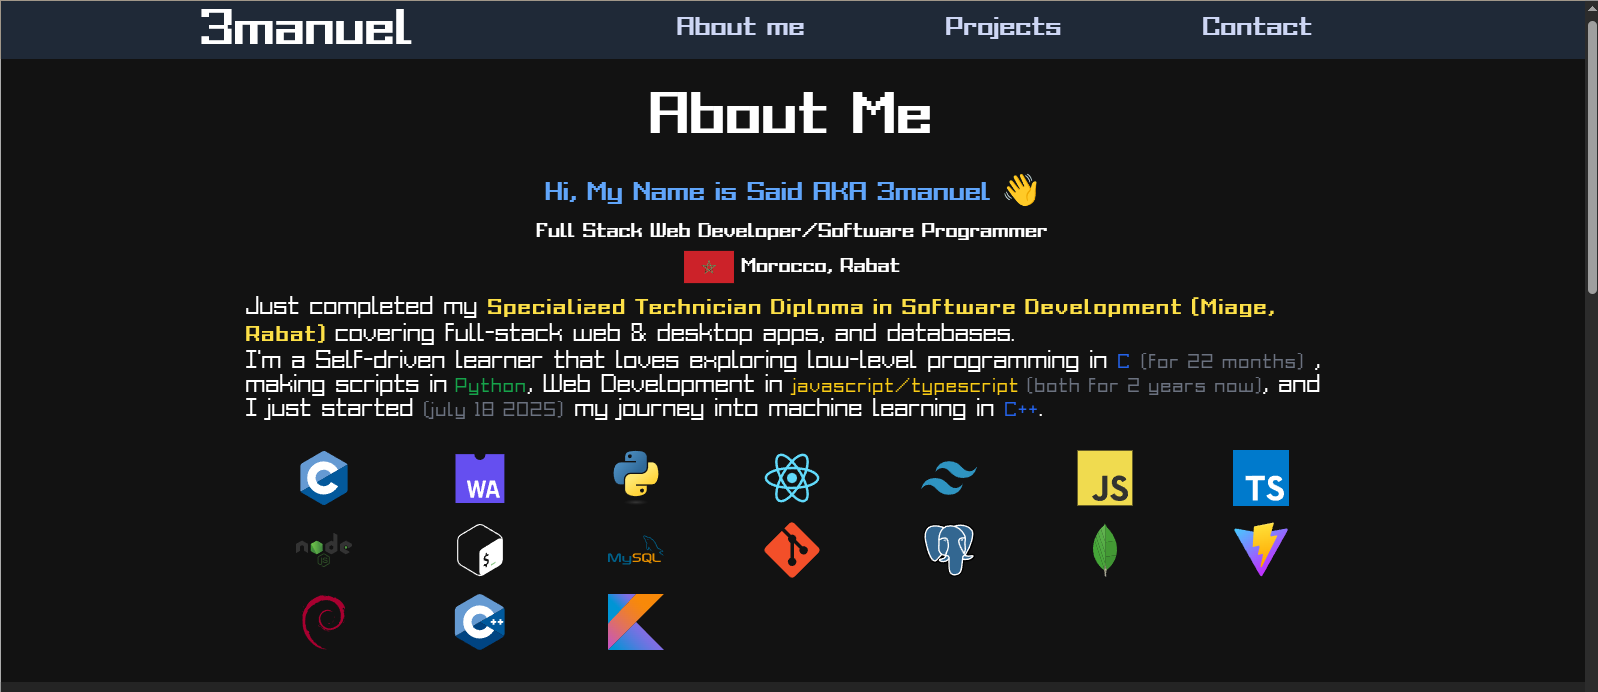 3manuel
About me
Projects
Contact
About Me
Hi, My Name is Said AKA 3manuel 👋
Full Stack Web Developer/Software Programmer
Morocco, Rabat
Just completed my Specialized Technician Diploma in Software Development (Miage,
Rabat) covering full-stack web & desktop apps, and databases.
I'm a Self-driven learner that loves exploring low-level programming in C (for 22 months) ,
making scripts in Python, Web Development in javascript/typescript (both for 2 years now), and
I just started (july 18 2025) my journey into machine learning in C++.
C
WA
JS
TS
node
JS
$
MySQL
C++